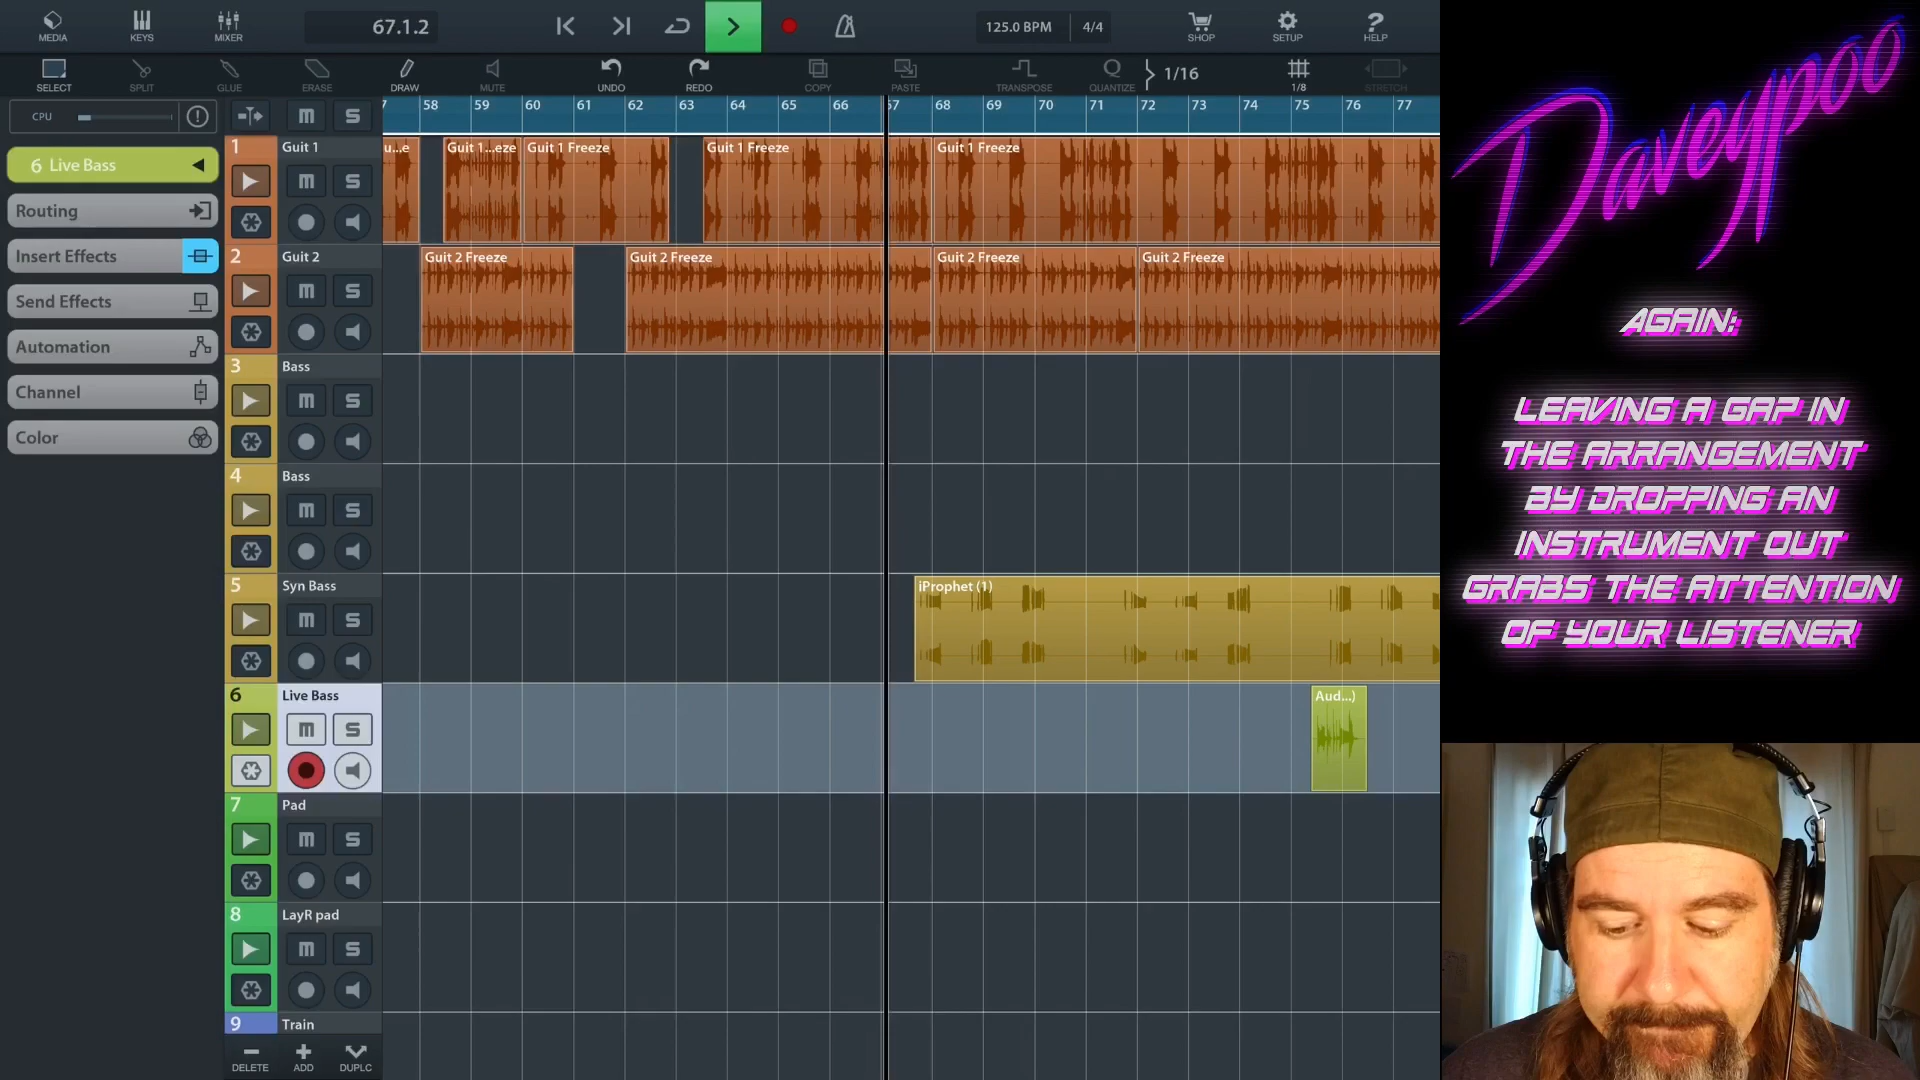 MEDIA
KEYS
MIXER
67.1.2
125.0 BPM
4/4
SHOP
SETUP
?
HELP
SELECT
SPLIT
GLUE
ERASE
DRAW
MUTE
UNDO
REDO
COPY
PASTE
TRANSPOSE
Q
QUANTIZE
1/16
1/8
STRETCH
CPU
M S
7 58 59 60 61 62 63 64 65 66 67 68 69 70 71 72 73 74 75 76 77
6 Live Bass
Routing
Insert Effects
Send Effects
Automation
Channel
Color
1 Guit 1
M S
u...e
Guit 1...eze
Guit 1 Freeze
Guit 1 Freeze
Guit 1 Freeze
2 Guit 2
M S
Guit 2 Freeze
Guit 2 Freeze
Guit 2 Freeze
Guit 2 Freeze
3 Bass
M S
4 Bass
M S
5 Syn Bass
M S
iProphet (1)
6 Live Bass
M S
Aud...)
7 Pad
M S
8 LayR pad
M S
9 Train
DELETE
ADD
DUPLC
Daveypoo
AGAIN:
LEAVING A GAP IN
THE ARRANGEMENT
BY DROPPING AN
INSTRUMENT OUT
GRABS THE ATTENTION
OF YOUR LISTENER